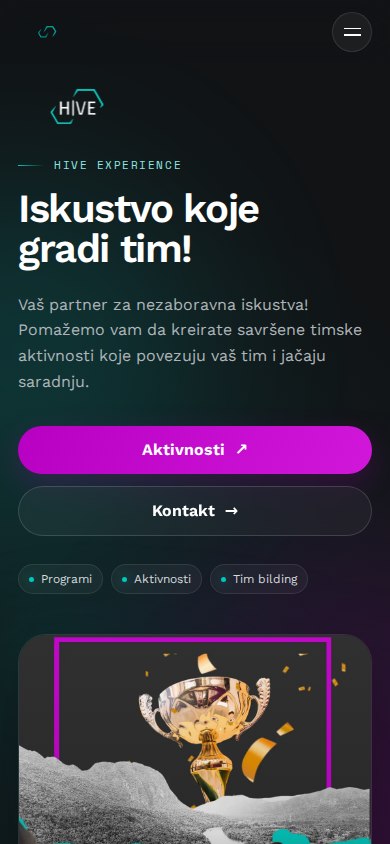 HIVE
HIVE EXPERIENCE
Iskustvo koje
gradi tim!
Vaš partner za nezaboravna iskustva!
Pomažemo vam da kreirate savršene timske
aktivnosti koje povezuju vaš tim i jačaju
saradnju.
Aktivnosti ↗
Kontakt →
Programi
Aktivnosti
Tim bilding